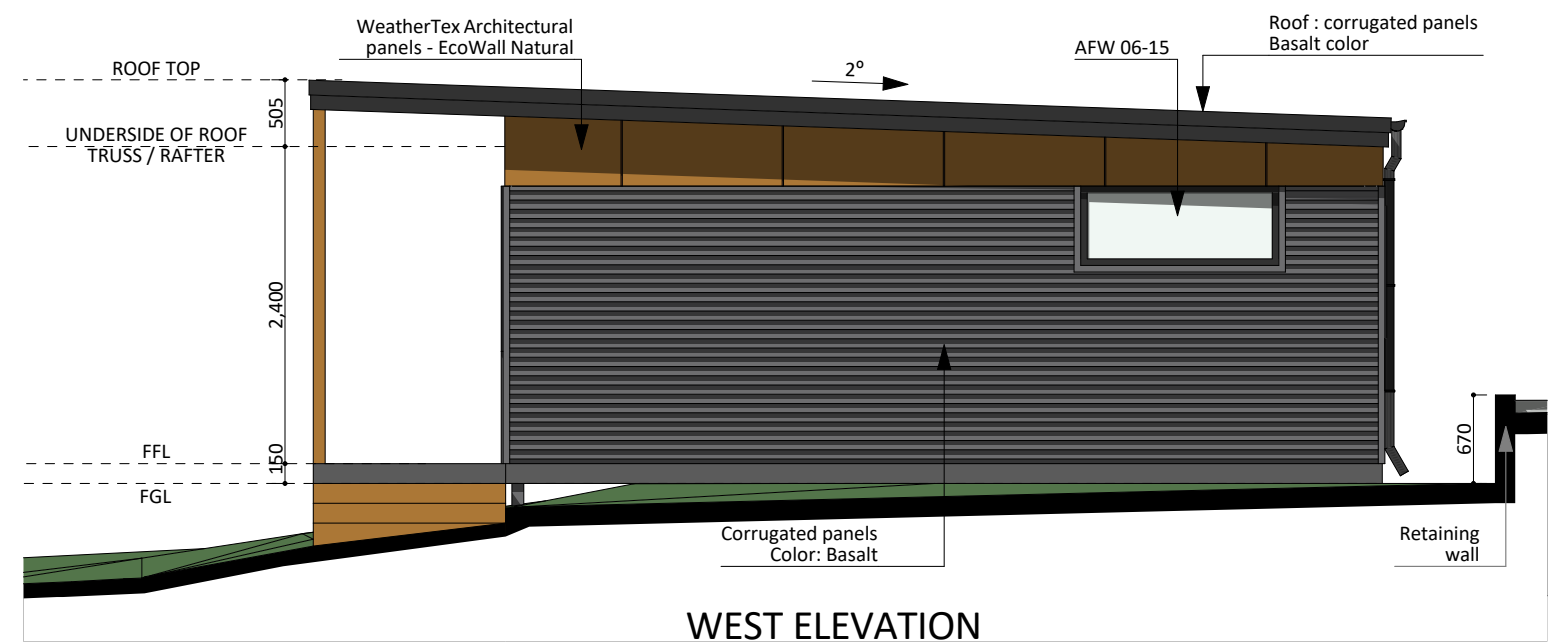 WeatherTex Architectural
panels - EcoWall Natural
AFW 06-15
Roof : corrugated panels
Basalt color
ROOF TOP
2º
505
UNDERSIDE OF ROOF
TRUSS / RAFTER
2,400
FFL
150
FGL
670
Corrugated panels
Color: Basalt
Retaining
wall
WEST ELEVATION